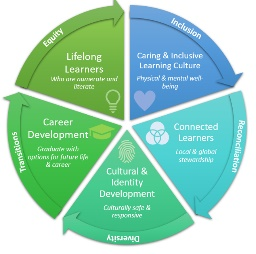 Equity
Inclusion
Lifelong
Learners
Who are numerate and
literate
Caring & Inclusive
Learning Culture
Physical & mental well-
being
Career
Development
Graduate with
options for future life
& career
Connected
Learners
Local & global
stewardship
Cultural &
Identity
Development
Culturally safe &
responsive
Transitions
Reconciliation
Diversity